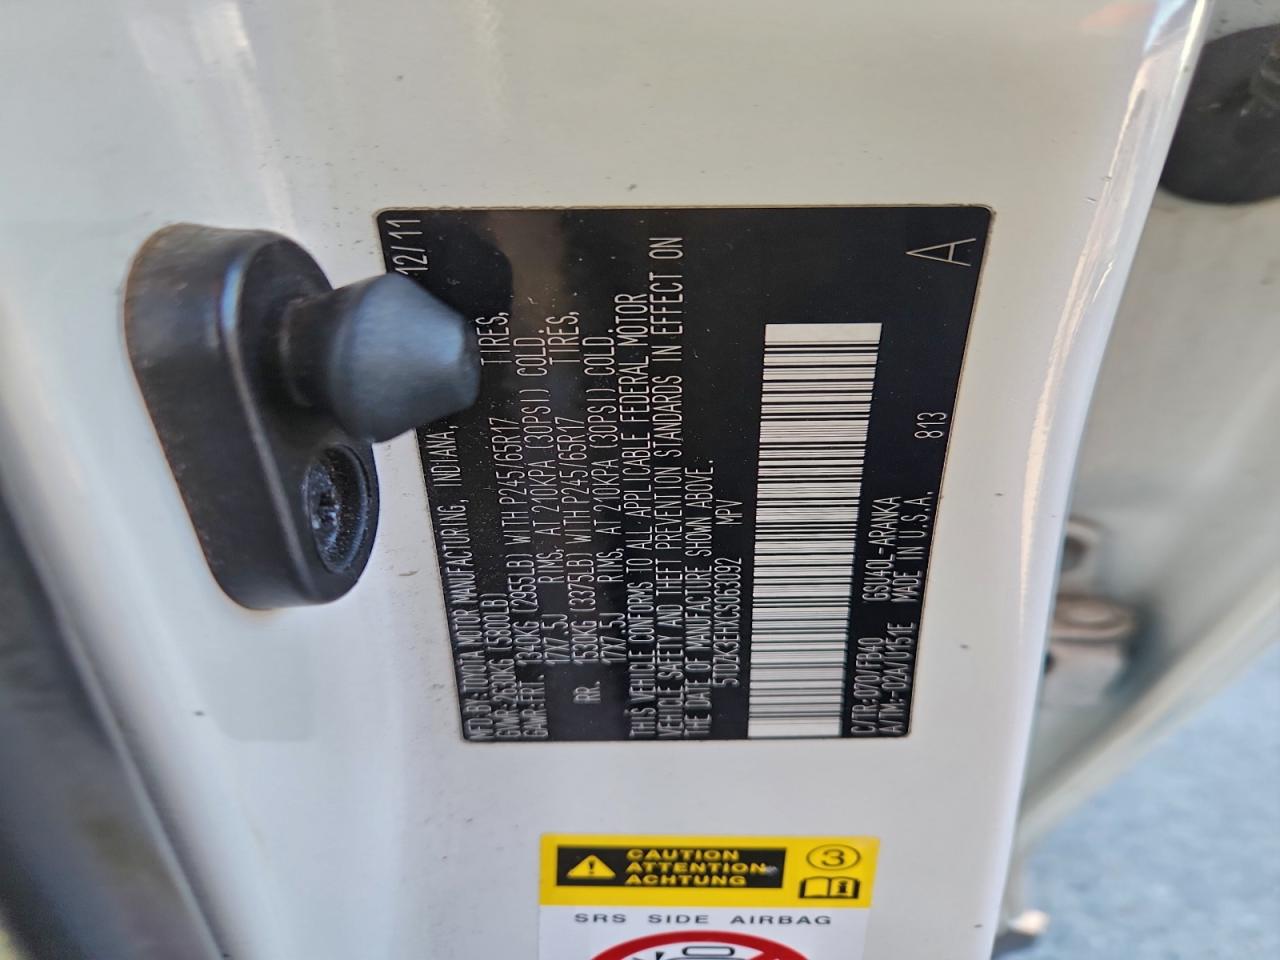 MFD.BY: TOYOTA MOTOR MANUFACTURING, INDIANA, 12/11
GVWR-2630KG (5800LB)
GAWR: FRT. 1340KG (2955LB) WITH P245/65R17 TIRES,
17X7.5J RIMS, AT 210KPA (30PSI) COLD.
RR. 1530KG (3375LB) WITH P245/65R17 TIRES,
17X7.5J RIMS, AT 210KPA (30PSI) COLD.
THIS VEHICLE CONFORMS TO ALL APPLICABLE FEDERAL MOTOR
VEHICLE SAFETY AND THEFT PREVENTION STANDARDS IN EFFECT ON
THE DATE OF MANUFACTURE SHOWN ABOVE.
5TDZK3EHXCS063092 MPV
C/TR:070/FB40 GSU40L-ARANKA 813
A/TM-02A/U151E MADE IN U.S.A.
A
CAUTION
ATTENTION
ACHTUNG
3
SRS SIDE AIRBAG